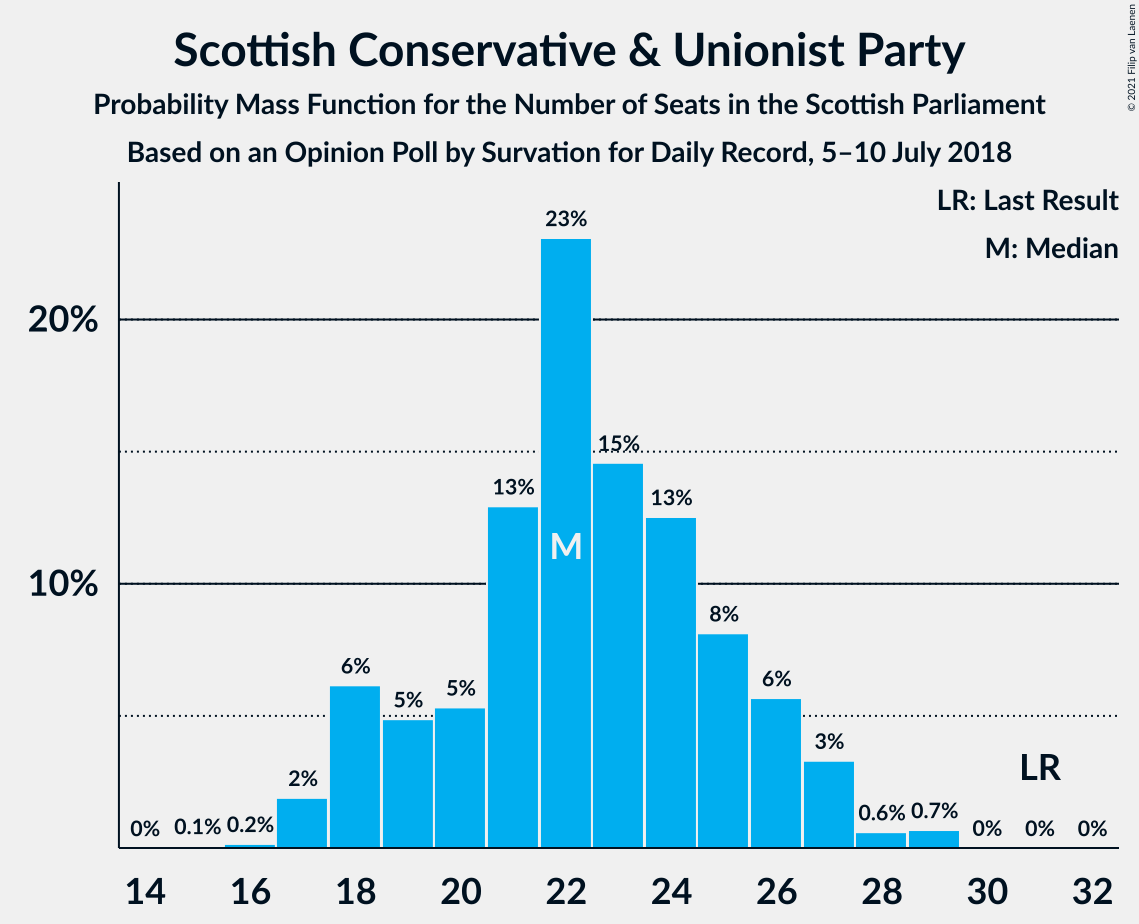 Scottish Conservative & Unionist Party
Probability Mass Function for the Number of Seats in the Scottish Parliament
Based on an Opinion Poll by Survation for Daily Record, 5–10 July 2018
© 2021 Filip van Laenen
LR: Last Result
M: Median
20%
10%
0%
0.1%
0.2%
2%
6%
5%
5%
13%
23%
15%
13%
8%
6%
3%
0.6%
0.7%
0%
0%
0%
M
LR
14 16 18 20 22 24 26 28 30 32